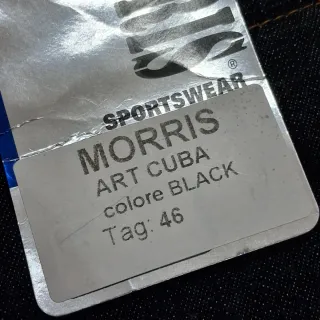 SPORTSWEAR®
MORRIS
ART CUBA
colore BLACK
Tag: 46